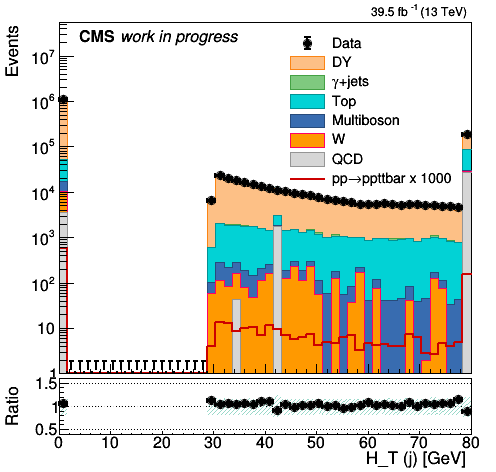 39.5 fb⁻¹ (13 TeV)
CMS work in progress
Events
Data
DY
γ+jets
Top
Multiboson
W
QCD
pp→ppttbar x 1000
10⁷
10⁶
10⁵
10⁴
10³
10²
10
1
Ratio
1.5
1
0.5
0 10 20 30 40 50 60 70 80
H_T (j) [GeV]